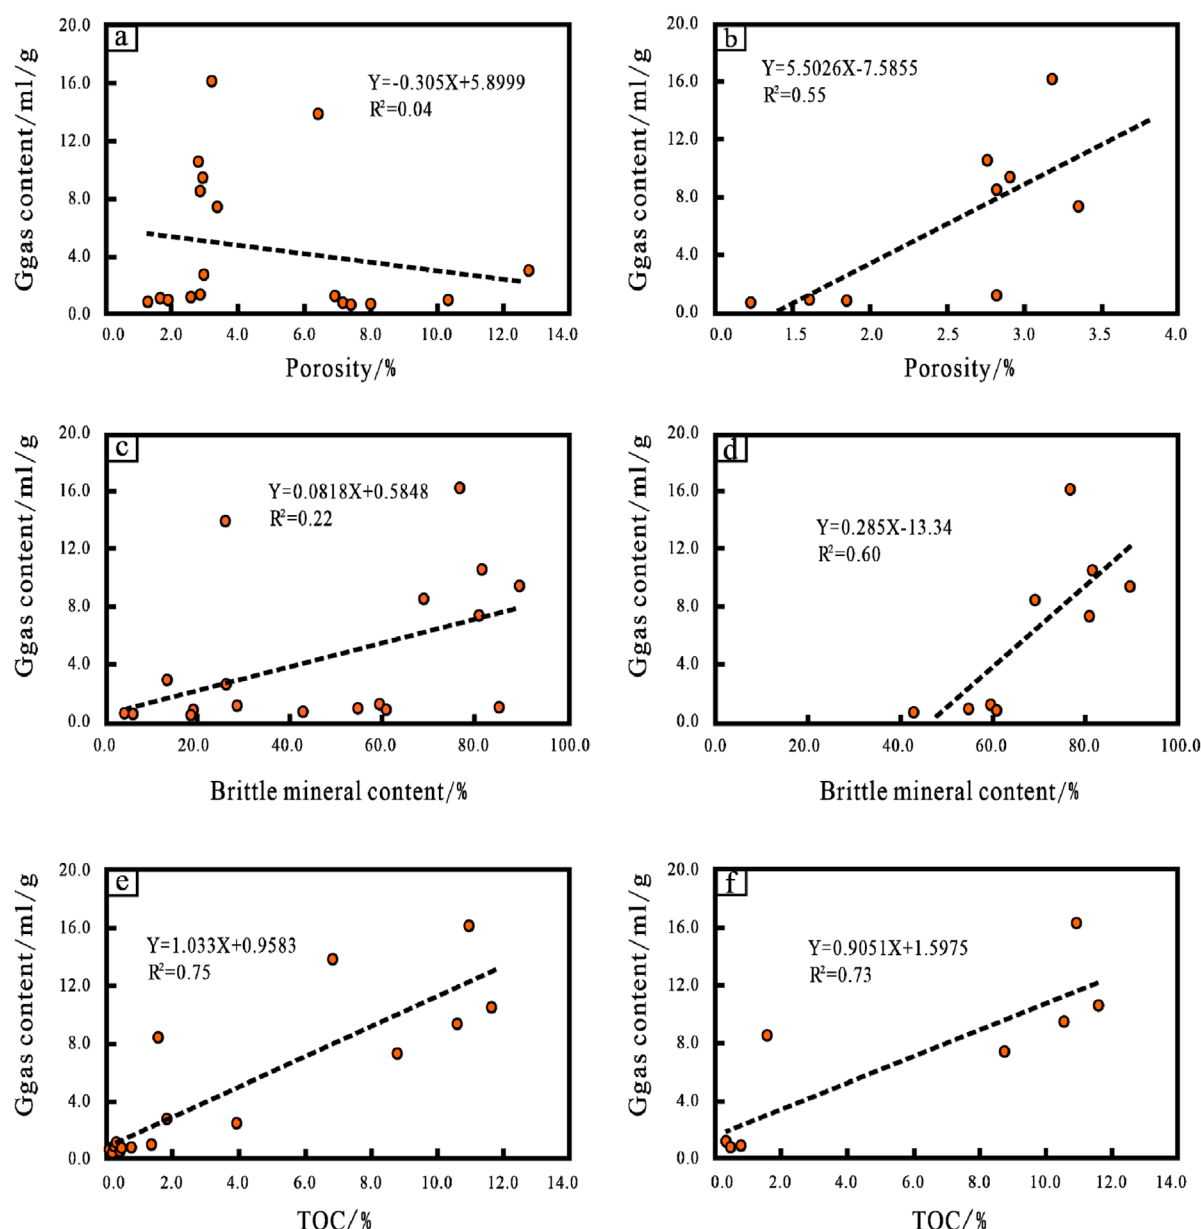 a
Y=-0.305X+5.8999
R²=0.04
Ggas content/ml/g
20.0
16.0
12.0
8.0
4.0
0.0
0.0 2.0 4.0 6.0 8.0 10.0 12.0 14.0
Porosity/%
b
Y=5.5026X-7.5855
R²=0.55
Ggas content/ml/g
20.0
16.0
12.0
8.0
4.0
0.0
0.0 1.5 2.0 2.5 3.0 3.5 4.0
Porosity/%
c
Y=0.0818X+0.5848
R²=0.22
Ggas content/ml/g
20.0
16.0
12.0
8.0
4.0
0.0
0.0 20.0 40.0 60.0 80.0 100.0
Brittle mineral content/%
d
Y=0.285X-13.34
R²=0.60
Ggas content/ml/g
20.0
16.0
12.0
8.0
4.0
0.0
0.0 20.0 40.0 60.0 80.0 100.0
Brittle mineral content/%
e
Y=1.033X+0.9583
R²=0.75
Ggas content/ml/g
20.0
16.0
12.0
8.0
4.0
0.0
0.0 2.0 4.0 6.0 8.0 10.0 12.0 14.0
TOC/%
f
Y=0.9051X+1.5975
R²=0.73
Ggas content/ml/g
20.0
16.0
12.0
8.0
4.0
0.0
0.0 2.0 4.0 6.0 8.0 10.0 12.0 14.0
TOC/%